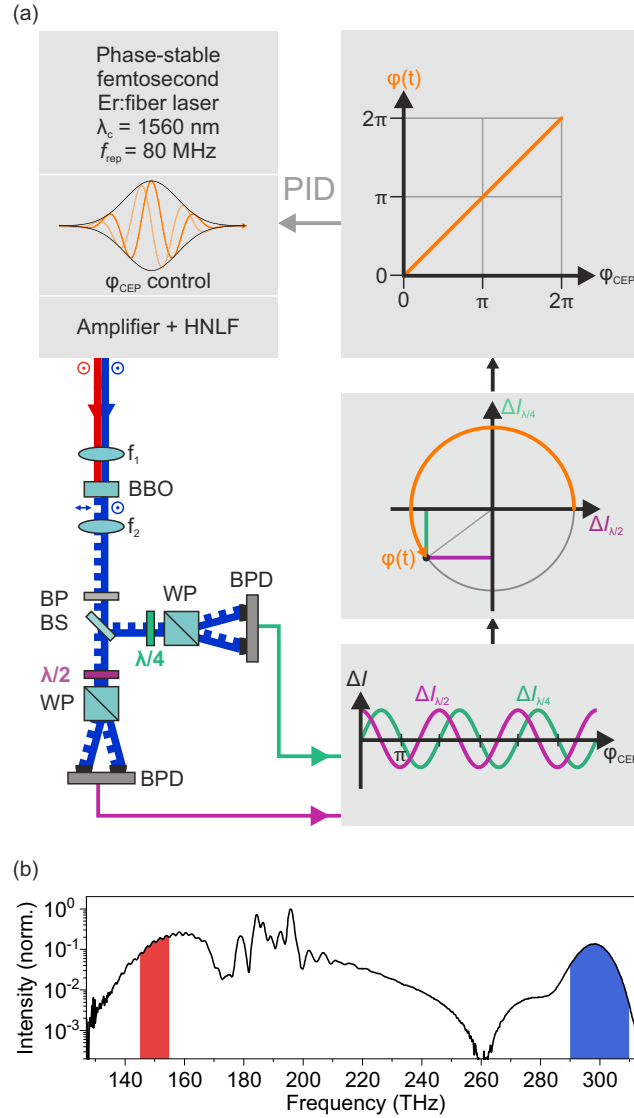 (a)
Phase-stable
femtosecond
Er:fiber laser
λc = 1560 nm
frep = 80 MHz
φCEP control
Amplifier + HNLF
PID
φ(t)
2π
π
0
0
π
2π
φCEP
f1
BBO
f2
BP
BS
WP
BPD
λ/4
λ/2
WP
BPD
ΔIλ/4
ΔIλ/2
φ(t)
ΔI
ΔIλ/2
ΔIλ/4
π
φCEP
(b)
Intensity (norm.)
10^0
10^-1
10^-2
10^-3
140 160 180 200 220 240 260 280 300
Frequency (THz)